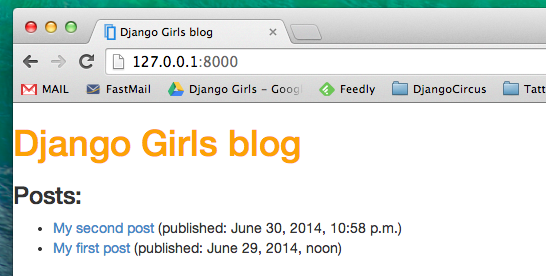 Django Girls blog
127.0.0.1:8000
MAIL FastMail Django Girls – Goog Feedly DjangoCircus Tatt
Django Girls blog
Posts:
My second post (published: June 30, 2014, 10:58 p.m.)
My first post (published: June 29, 2014, noon)